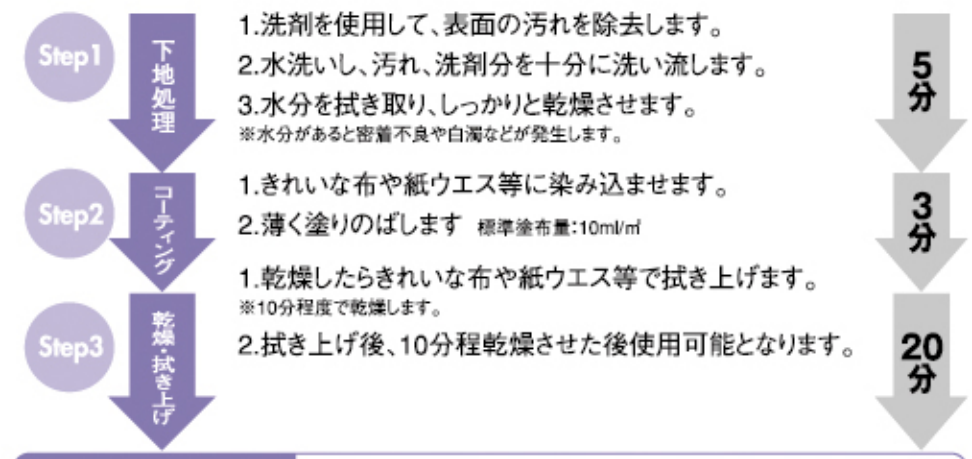 Step1
下地処理
1.洗剤を使用して、表面の汚れを除去します。
2.水洗いし、汚れ、洗剤分を十分に洗い流します。
3.水分を拭き取り、しっかりと乾燥させます。
※水分があると密着不良や白濁などが発生します。
5分
Step2
コーティング
1.きれいな布や紙ウエス等に染み込ませます。
2.薄く塗りのばします 標準塗布量:10ml/㎡
3分
Step3
乾燥・拭き上げ
1.乾燥したらきれいな布や紙ウエス等で拭き上げます。
※10分程度で乾燥します。
2.拭き上げ後、10分程乾燥させた後使用可能となります。
20分